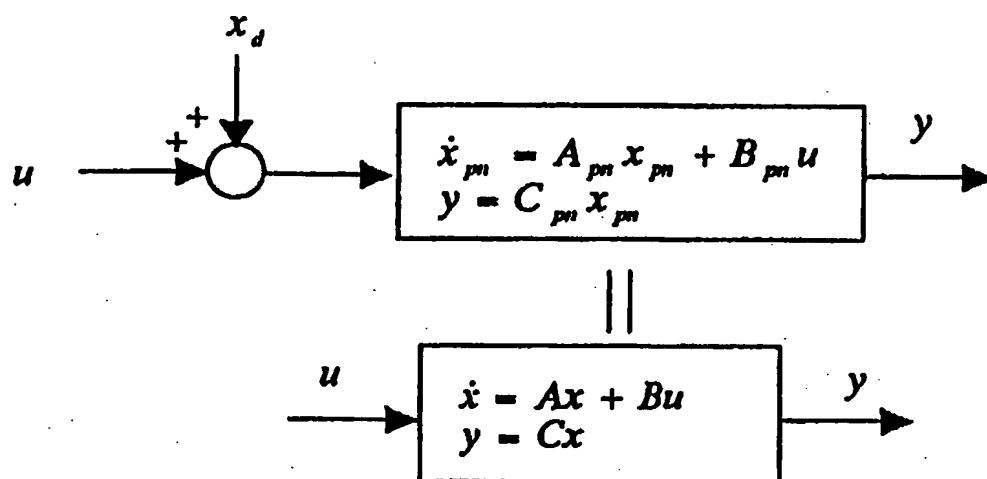 x_d
+
+
u
ẋ_pn = A_pn x_pn + B_pn u
y = C_pn x_pn
y
||
u
ẋ = Ax + Bu
y = Cx
y